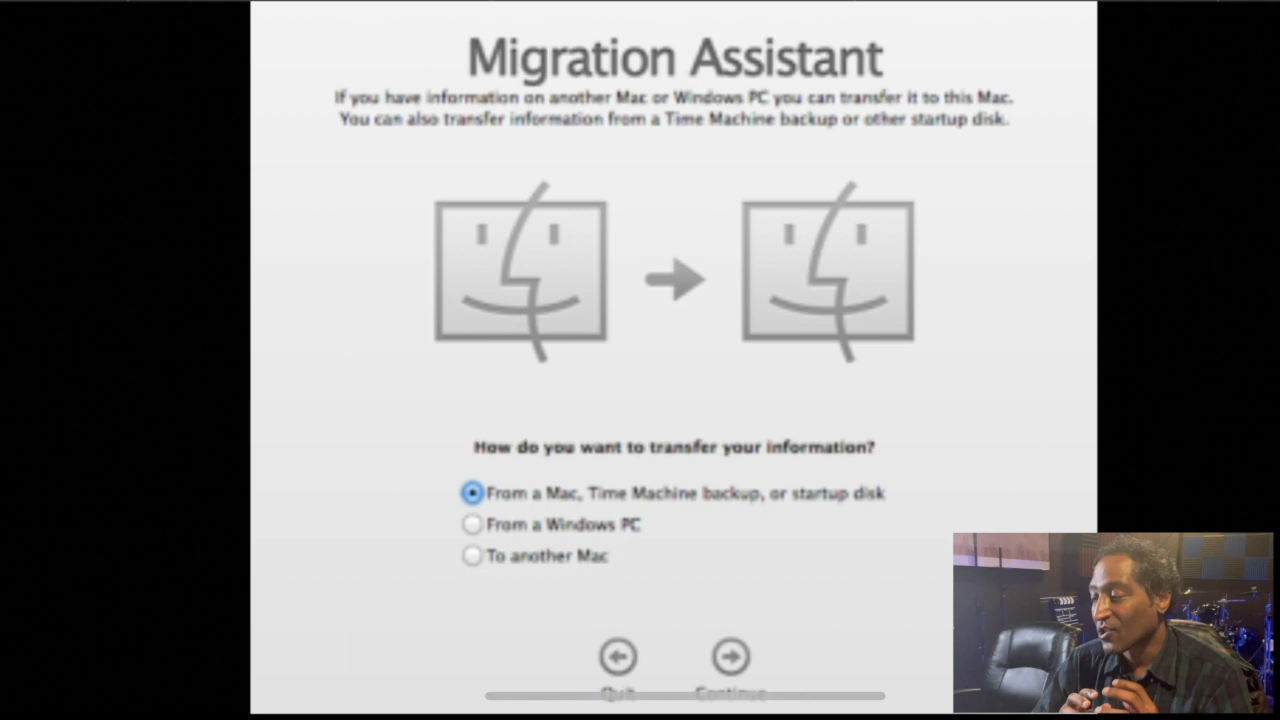 Migration Assistant
If you have information on another Mac or Windows PC you can transfer it to this Mac.
You can also transfer information from a Time Machine backup or other startup disk.
How do you want to transfer your information?
From a Mac, Time Machine backup, or startup disk
From a Windows PC
To another Mac
Quit
Continue